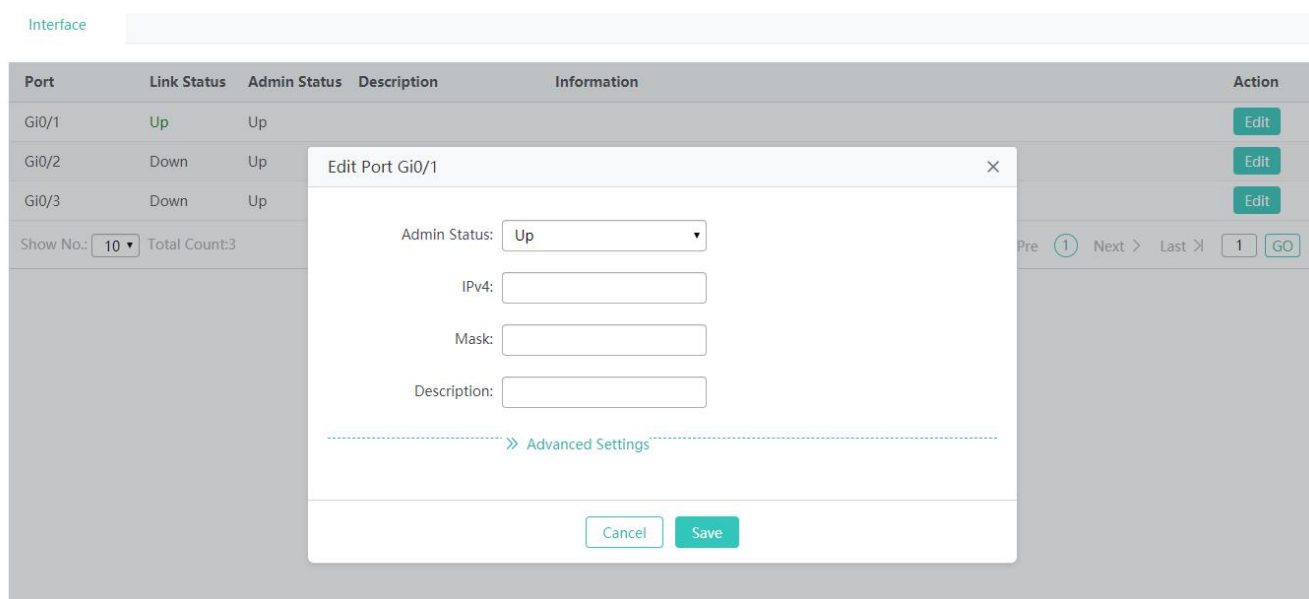 Interface
Port Link Status Admin Status Description Information Action
Gi0/1 Up Up Edit
Gi0/2 Down Up Edit
Gi0/3 Down Up Edit
Show No.: 10 Total Count:3 Pre 1 Next Last 1 GO
Edit Port Gi0/1
Admin Status: Up
IPv4:
Mask:
Description:
Advanced Settings
Cancel Save